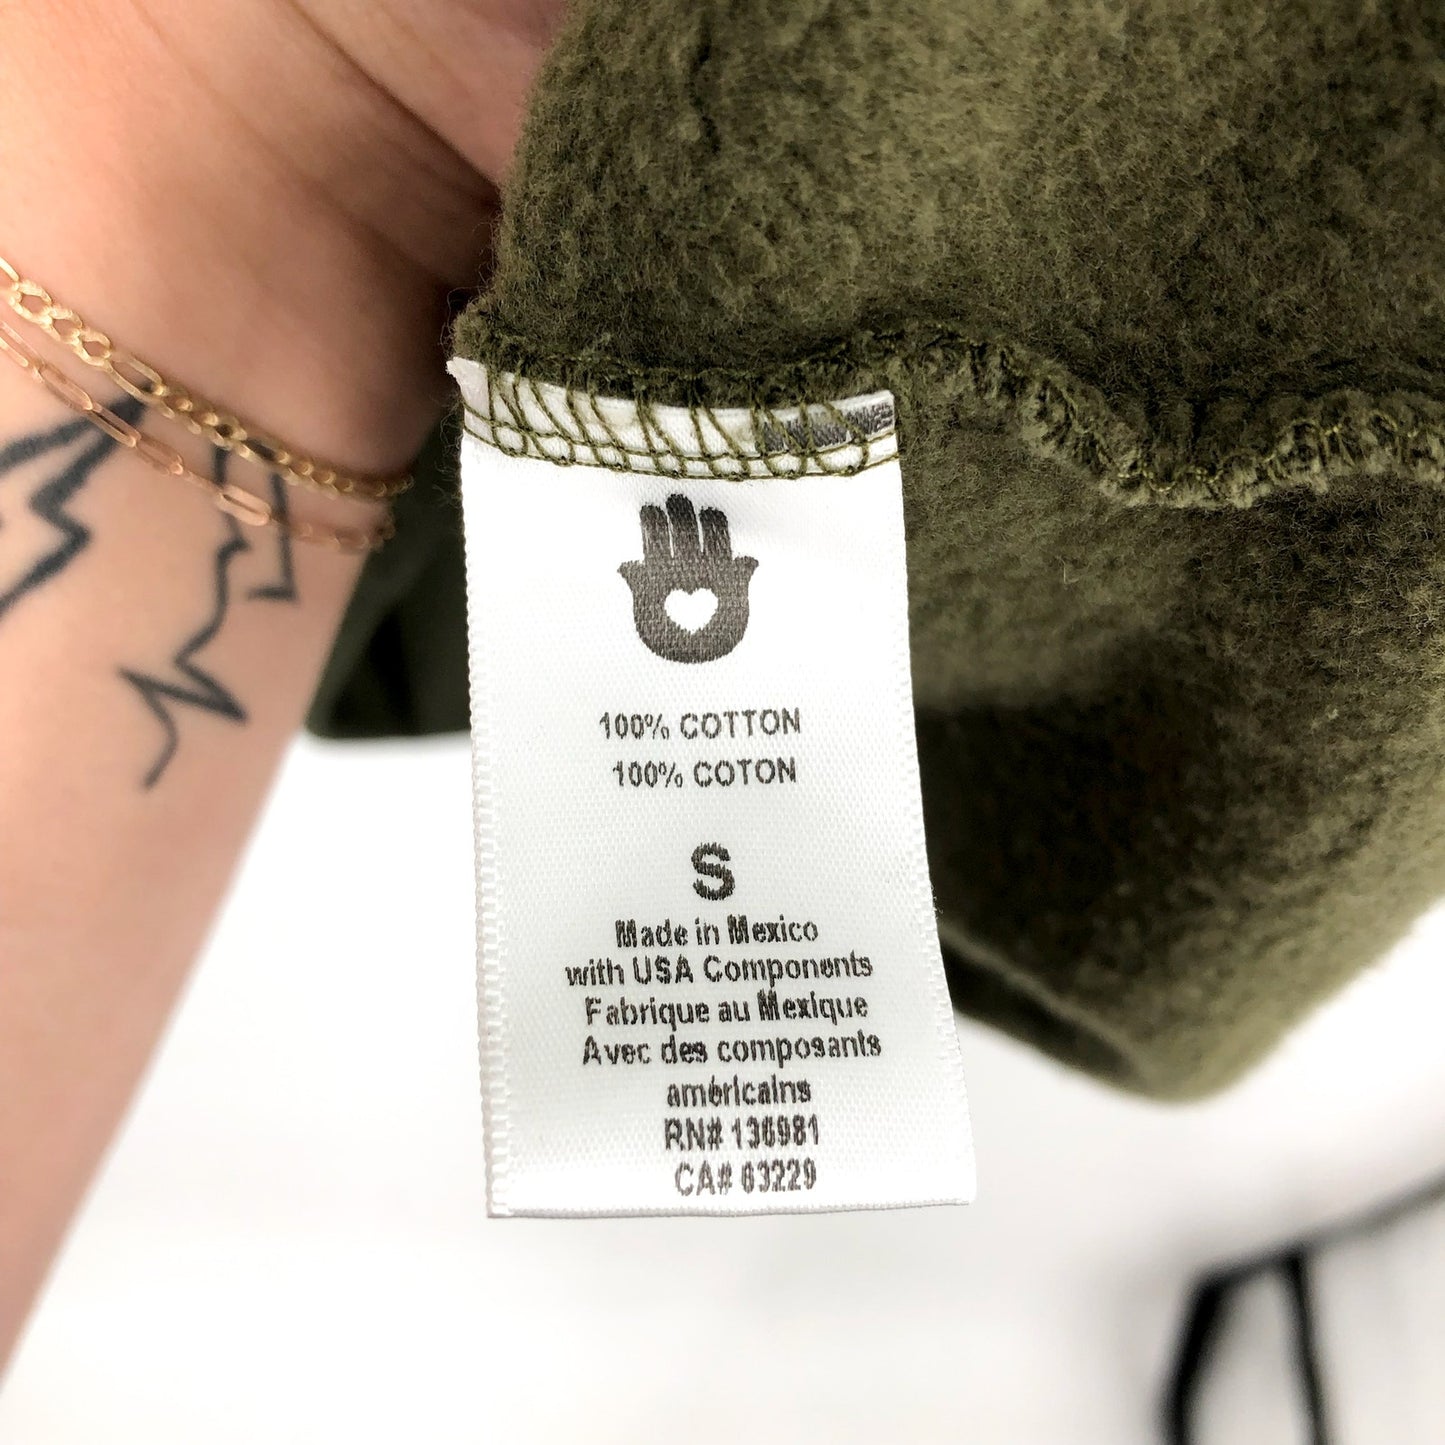 100% COTTON
100% COTON
S
Made in Mexico
with USA Components
Fabrique au Mexique
Avec des composants
américains
RN# 136981
CA# 63229